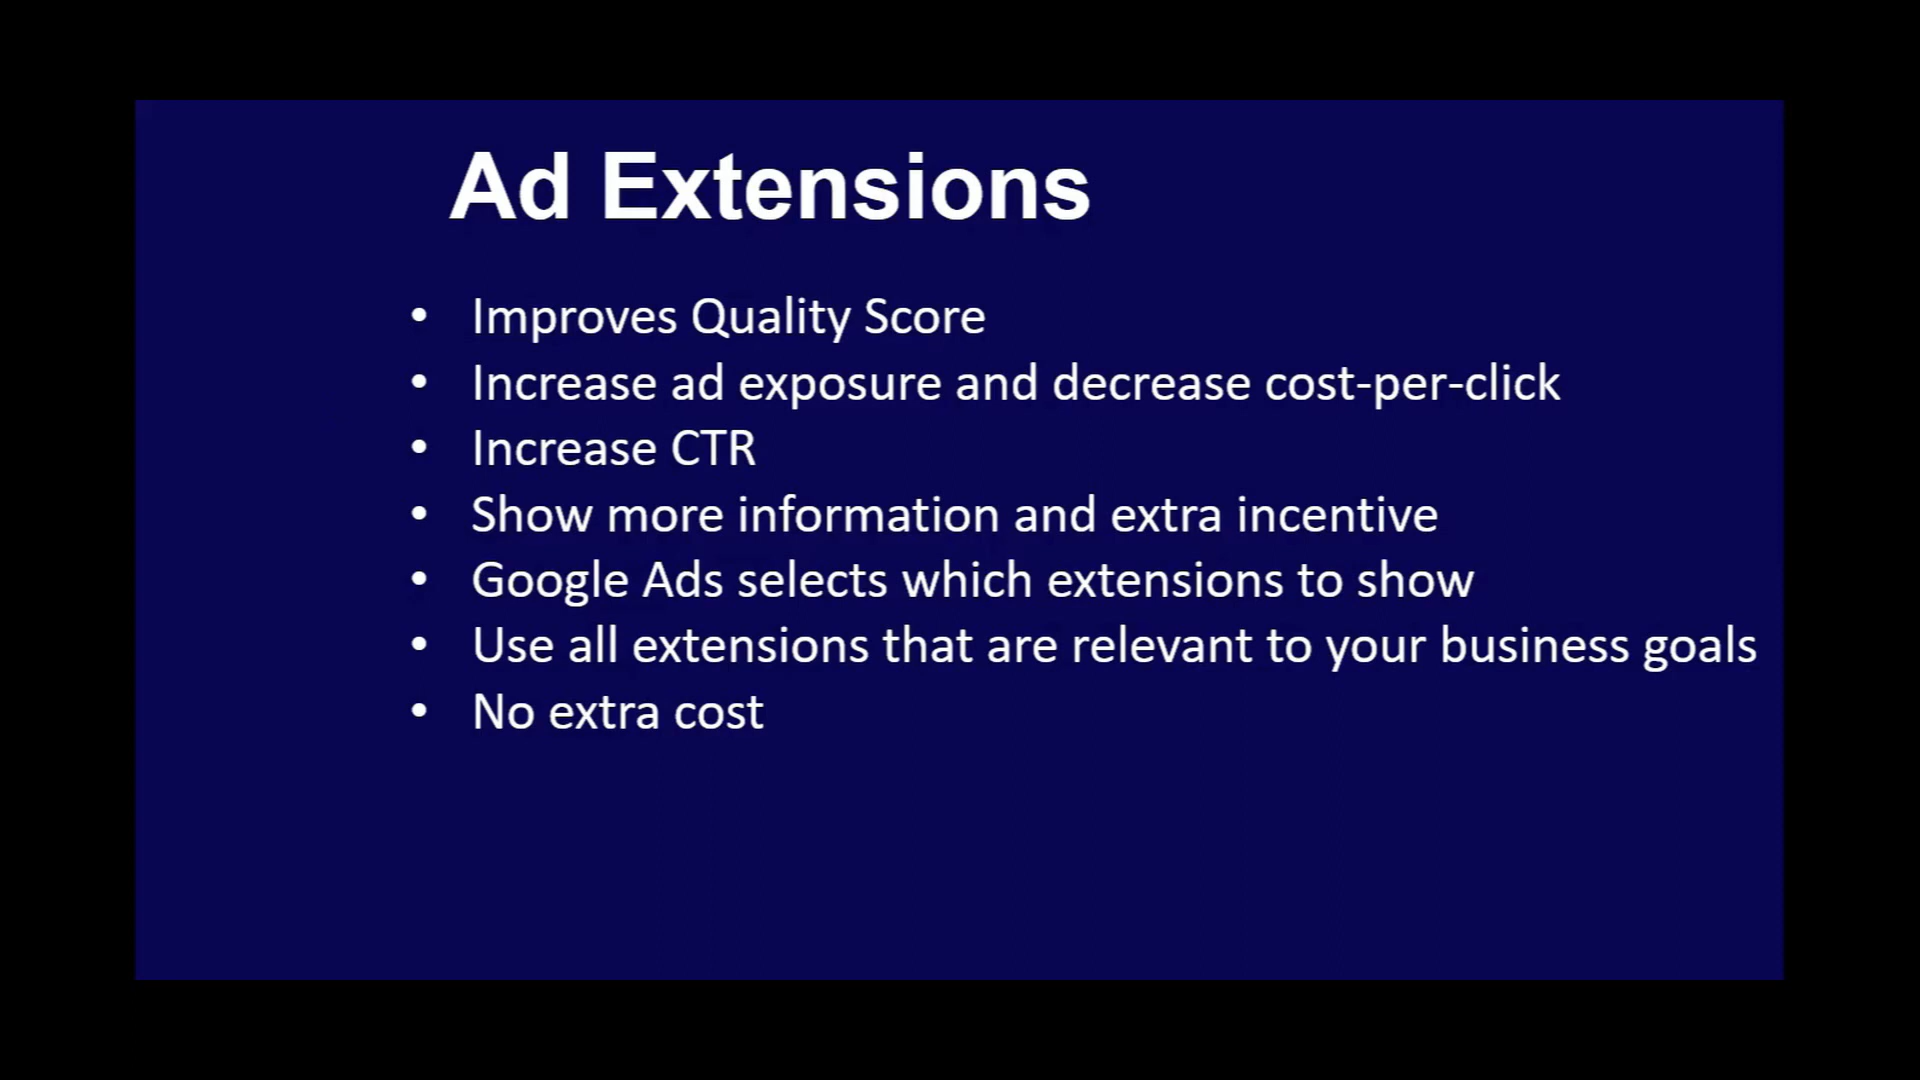 Ad Extensions
• Improves Quality Score
• Increase ad exposure and decrease cost-per-click
• Increase CTR
• Show more information and extra incentive
• Google Ads selects which extensions to show
• Use all extensions that are relevant to your business goals
• No extra cost